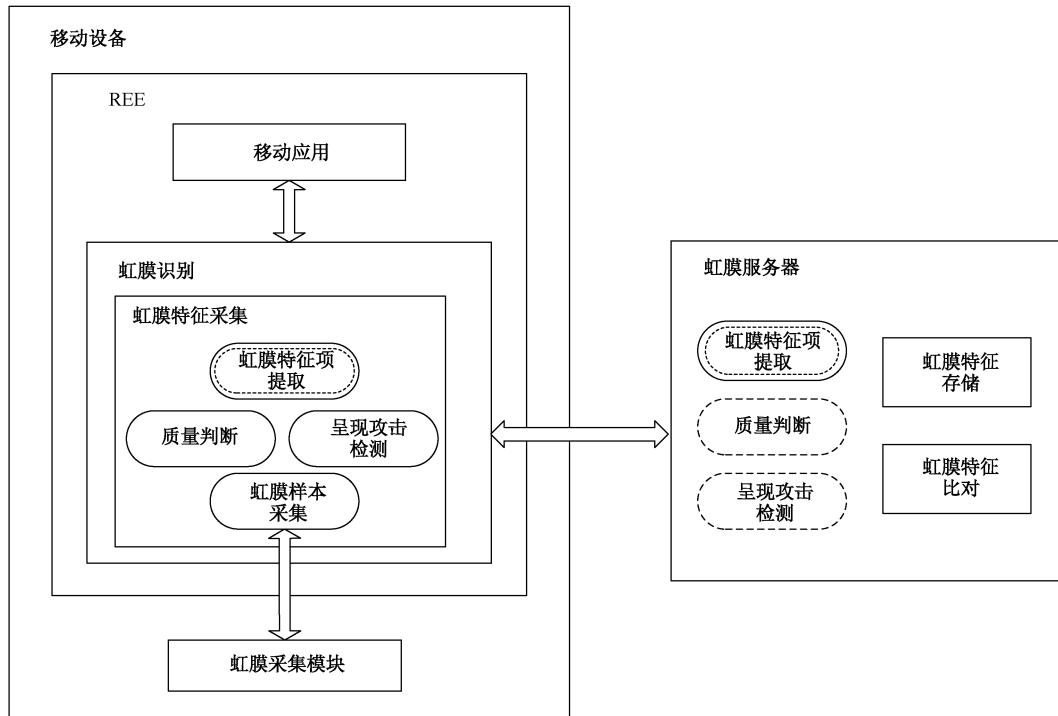 移动设备
REE
移动应用
虹膜识别
虹膜特征采集
虹膜特征项
提取
质量判断
呈现攻击
检测
虹膜样本
采集
虹膜采集模块
虹膜服务器
虹膜特征项
提取
质量判断
呈现攻击
检测
虹膜特征
存储
虹膜特征
比对